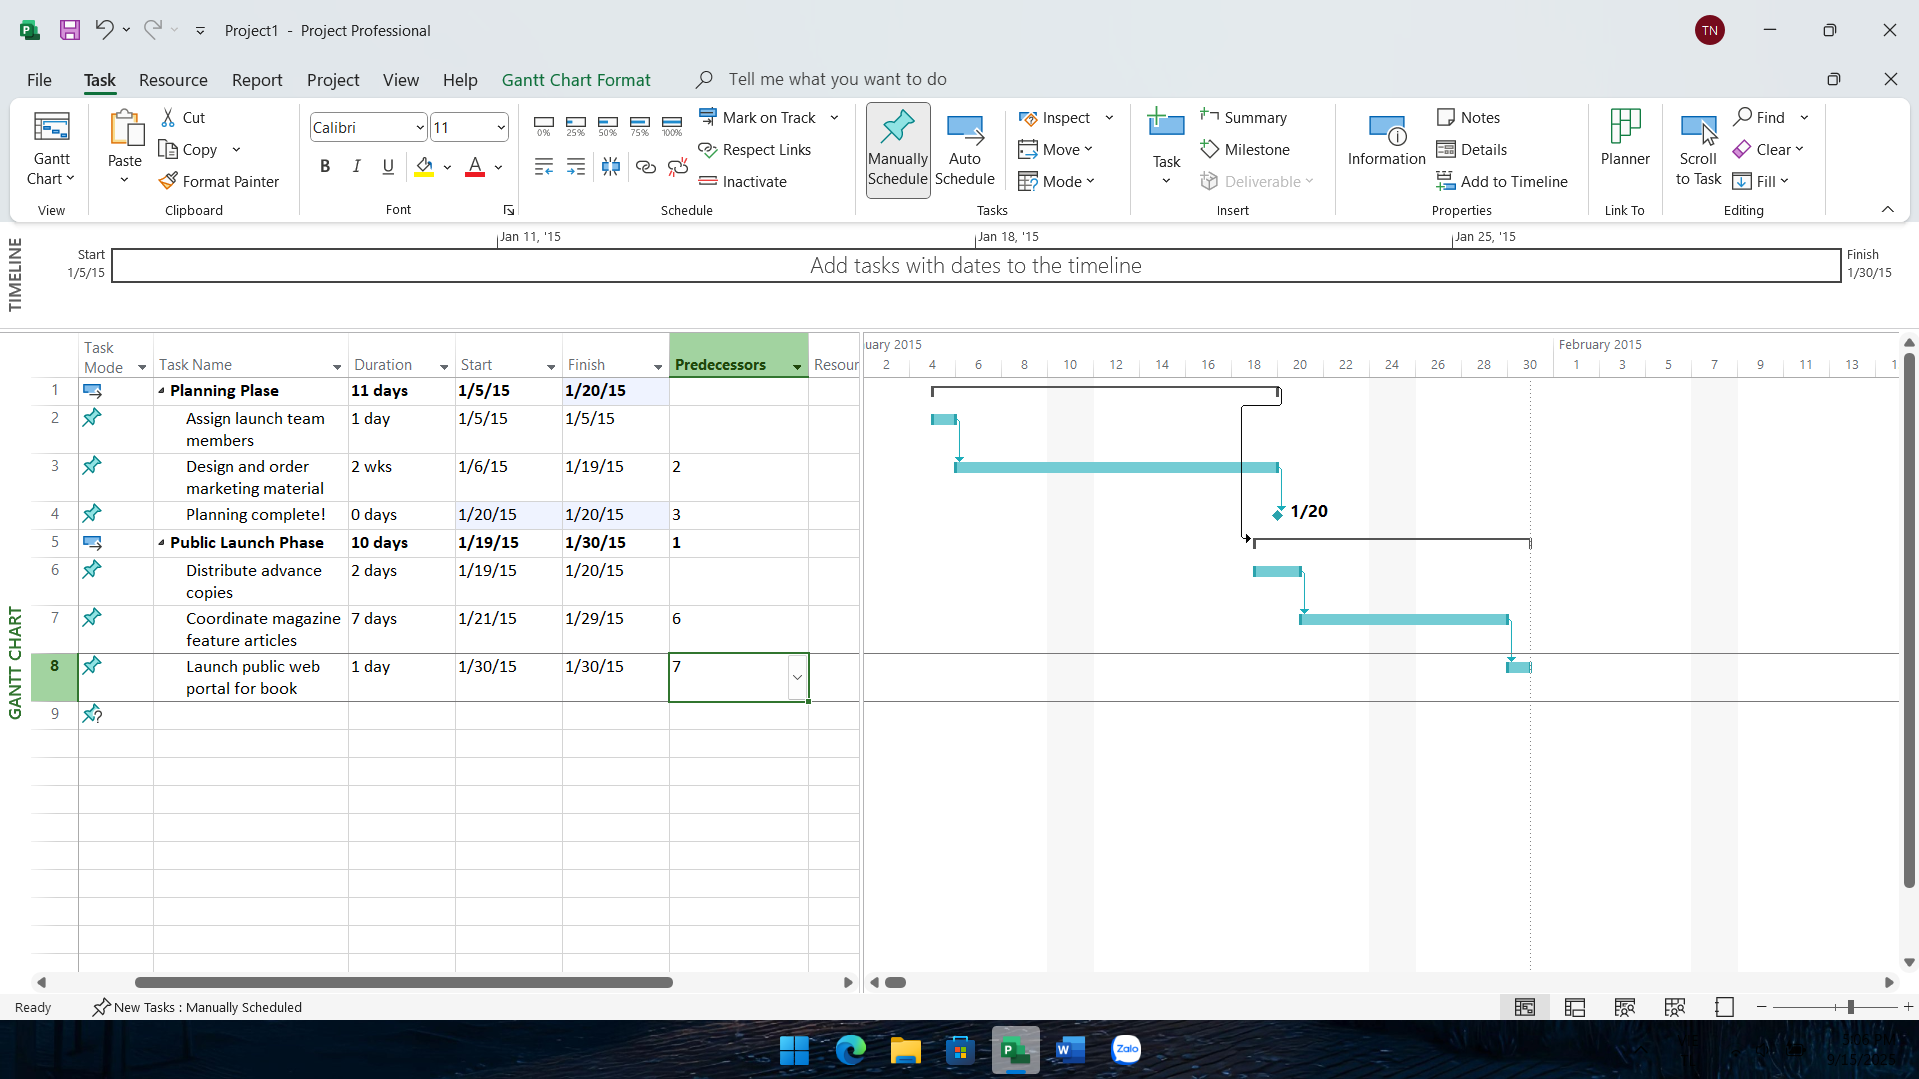 Project1 - Project Professional
TN
File Task Resource Report Project View Help Gantt Chart Format Tell me what you want to do
Gantt Chart
View
Paste
Cut
Copy
Format Painter
Clipboard
Calibri 11
B I U A
Font
0% 25% 50% 75% 100%
Mark on Track
Respect Links
Inactivate
Schedule
Manually Schedule
Auto Schedule
Inspect
Move
Mode
Tasks
Task
Summary
Milestone
Deliverable
Insert
Information
Notes
Details
Add to Timeline
Properties
Planner
Link To
Scroll to Task
Find
Clear
Fill
Editing
TIMELINE
Jan 11, '15 Jan 18, '15 Jan 25, '15
Start
1/5/15
Add tasks with dates to the timeline
Finish
1/30/15
GANTT CHART
Task Mode Task Name Duration Start Finish Predecessors Resour
uary 2015 February 2015
2 4 6 8 10 12 14 16 18 20 22 24 26 28 30 1 3 5 7 9 11 13 1
1 Planning Plase 11 days 1/5/15 1/20/15
2 Assign launch team members 1 day 1/5/15 1/5/15
3 Design and order marketing material 2 wks 1/6/15 1/19/15 2
4 Planning complete! 0 days 1/20/15 1/20/15 3
1/20
5 Public Launch Phase 10 days 1/19/15 1/30/15 1
6 Distribute advance copies 2 days 1/19/15 1/20/15
7 Coordinate magazine feature articles 7 days 1/21/15 1/29/15 6
8 Launch public web portal for book 1 day 1/30/15 1/30/15 7
9
Ready New Tasks : Manually Scheduled
Zalo